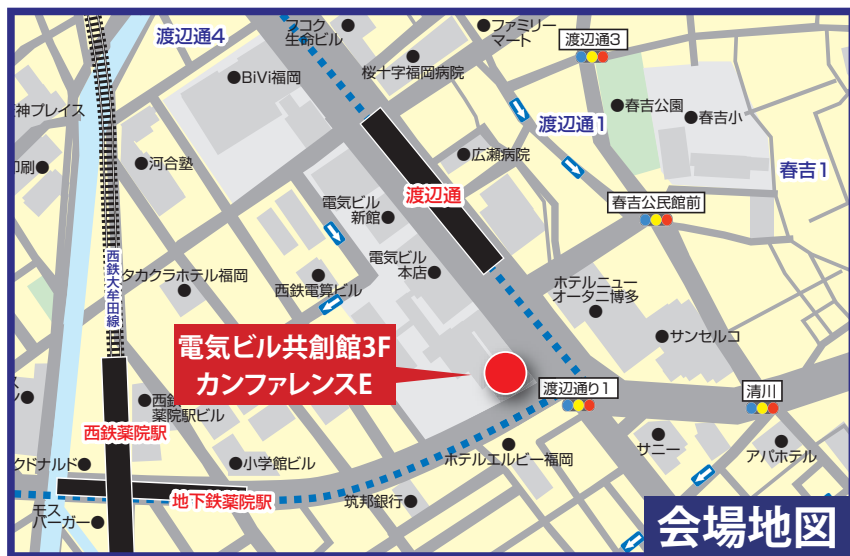 渡辺通4
フコク
生命ビル
ファミリー
マート
渡辺通3
BiVi福岡
桜十字福岡病院
神プレイス
印刷
河合塾
渡辺通1
春吉公園
春吉小
広瀬病院
春吉1
渡辺通
電気ビル
新館
春吉公民館前
西鉄大牟田線
タカクラホテル福岡
西鉄電算ビル
電気ビル
本店
ホテルニュー
オータニ博多
サンセルコ
電気ビル共創館3F
カンファレンスE
渡辺通り1
清川
西鉄
薬院駅ビル
西鉄薬院駅
クドナルド
小学館ビル
ホテルエルビー福岡
サニー
アパホテル
地下鉄薬院駅
筑邦銀行
モス
バーガー
会場地図